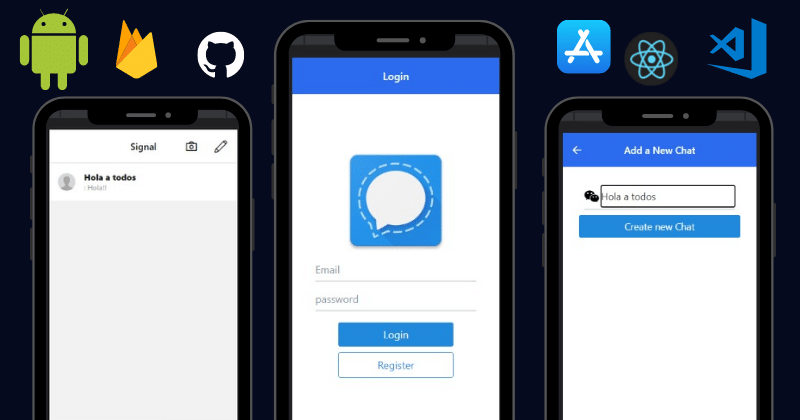 Signal
Hola a todos
: Hola!!
Login
Email
password
Login
Register
Add a New Chat
Hola a todos
Create new Chat